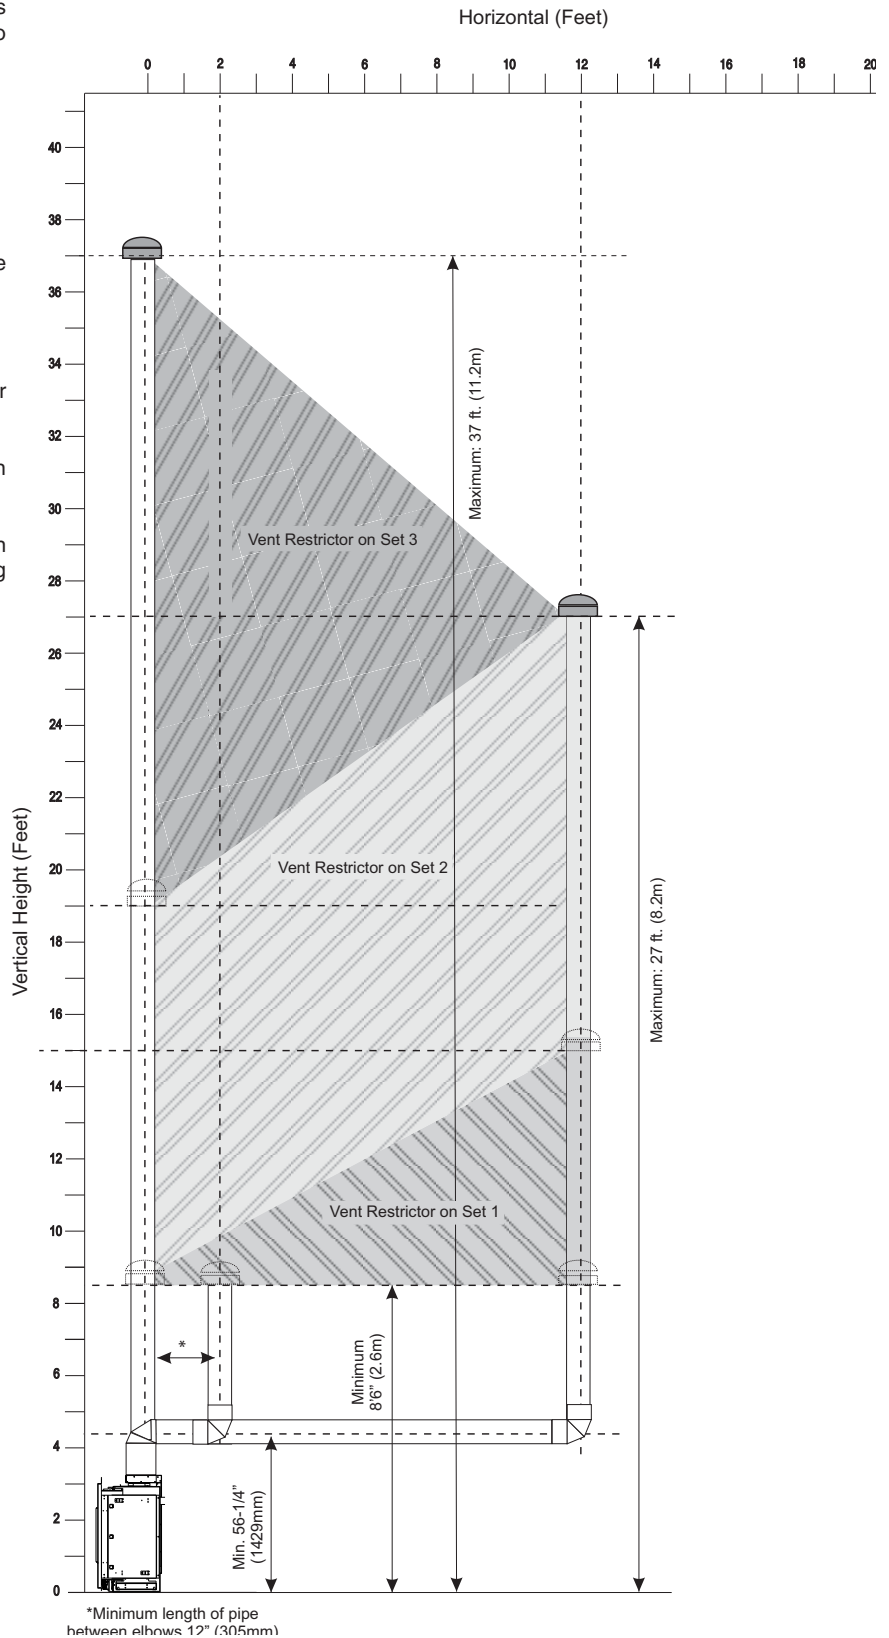 s
o
e
r
n
n
g
Horizontal (Feet)
0 2 4 6 8 10 12 14 16 18 20
40
38
36
34
32
30
28
26
24
22
20
18
16
14
12
10
8
6
4
2
0
Vertical Height (Feet)
Maximum: 37 ft. (11.2m)
Vent Restrictor on Set 3
Vent Restrictor on Set 2
Maximum: 27 ft. (8.2m)
Vent Restrictor on Set 1
*
Minimum
8'6" (2.6m)
Min. 56-1/4"
(1429mm)
*Minimum length of pipe
between elbows 12" (305mm)